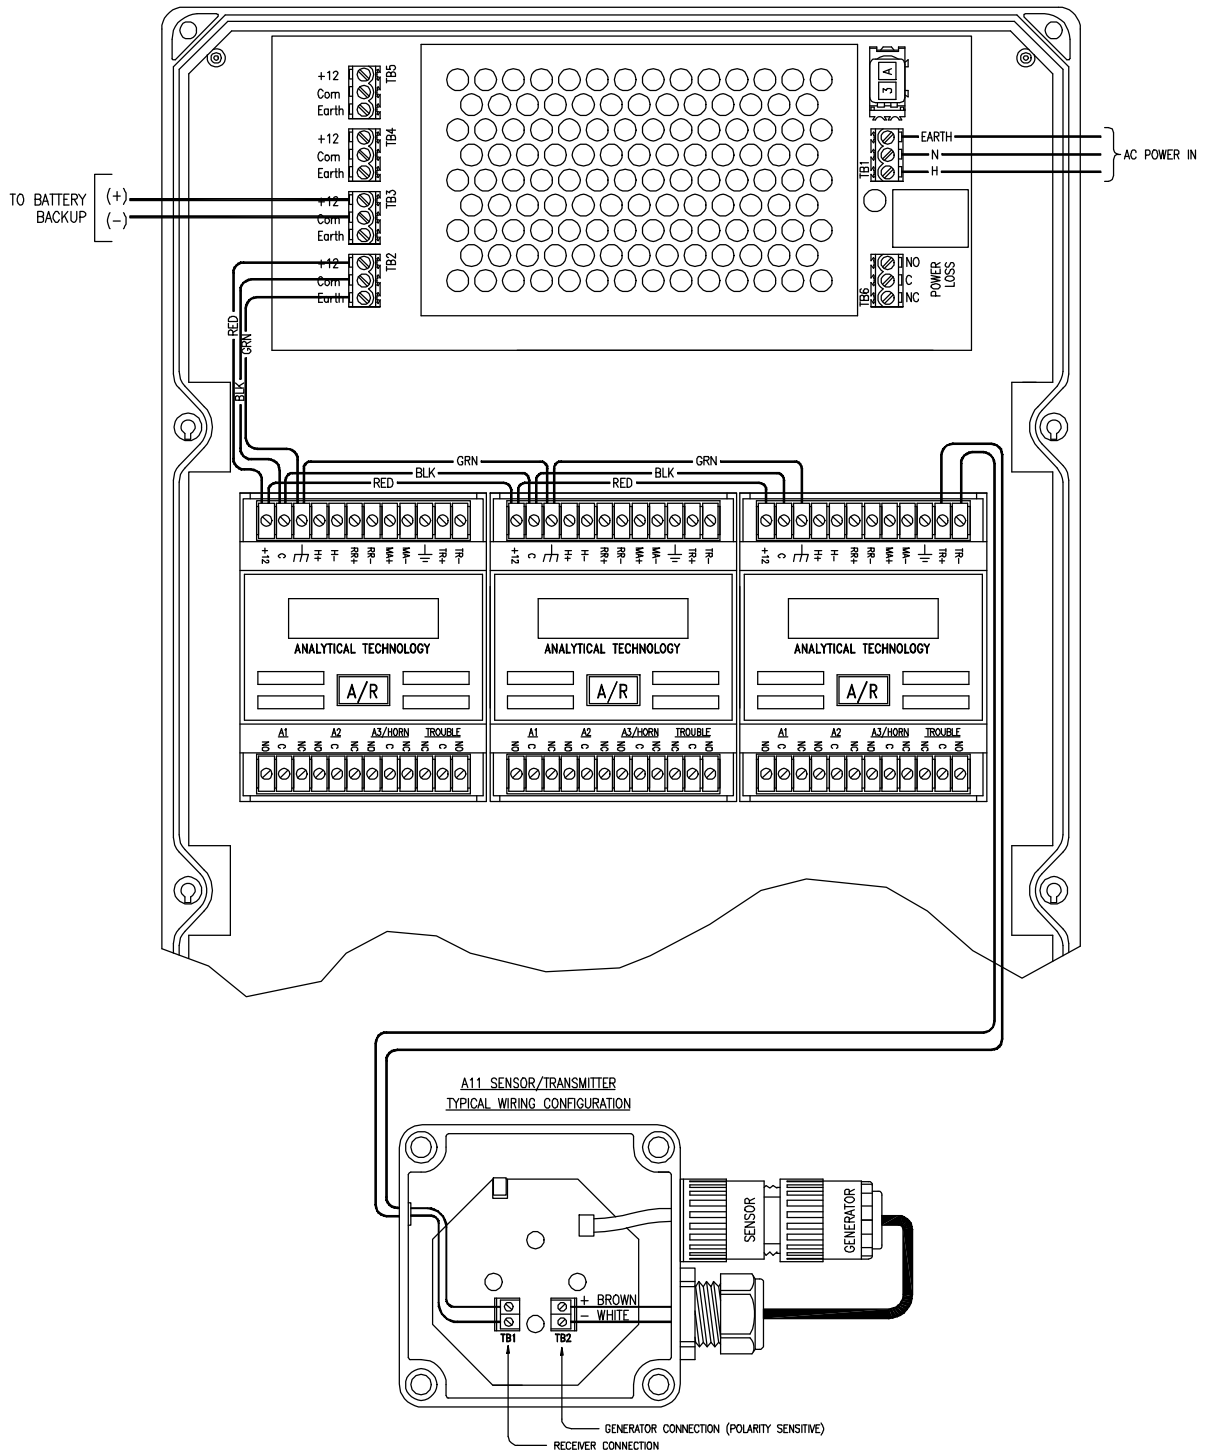 +12
Com
Earth
TB5
+12
Com
Earth
TB4
TO BATTERY
BACKUP
(+)
(-)
+12
Com
Earth
TB3
+12
Com
Earth
TB2
3 A
TB1
EARTH
N
H
AC POWER IN
NO
C
NC
TB6
POWER
LOSS
RED
GRN
BLK
GRN
BLK
RED
GRN
BLK
RED
+12 C H+ H- RR+ RR- MA+ MA- TR+ TR-
+12 C H+ H- RR+ RR- MA+ MA- TR+ TR-
+12 C H+ H- RR+ RR- MA+ MA- TR+ TR-
ANALYTICAL TECHNOLOGY
ANALYTICAL TECHNOLOGY
ANALYTICAL TECHNOLOGY
A/R
A/R
A/R
A1 A2 A3/HORN TROUBLE
A1 A2 A3/HORN TROUBLE
A1 A2 A3/HORN TROUBLE
NO C NC NO C NC NO C NC NC C NO
NO C NC NO C NC NO C NC NC C NO
NO C NC NO C NC NO C NC NC C NO
A11 SENSOR/TRANSMITTER
TYPICAL WIRING CONFIGURATION
SENSOR
GENERATOR
+ BROWN
- WHITE
TB1
TB2
GENERATOR CONNECTION (POLARITY SENSITIVE)
RECEIVER CONNECTION